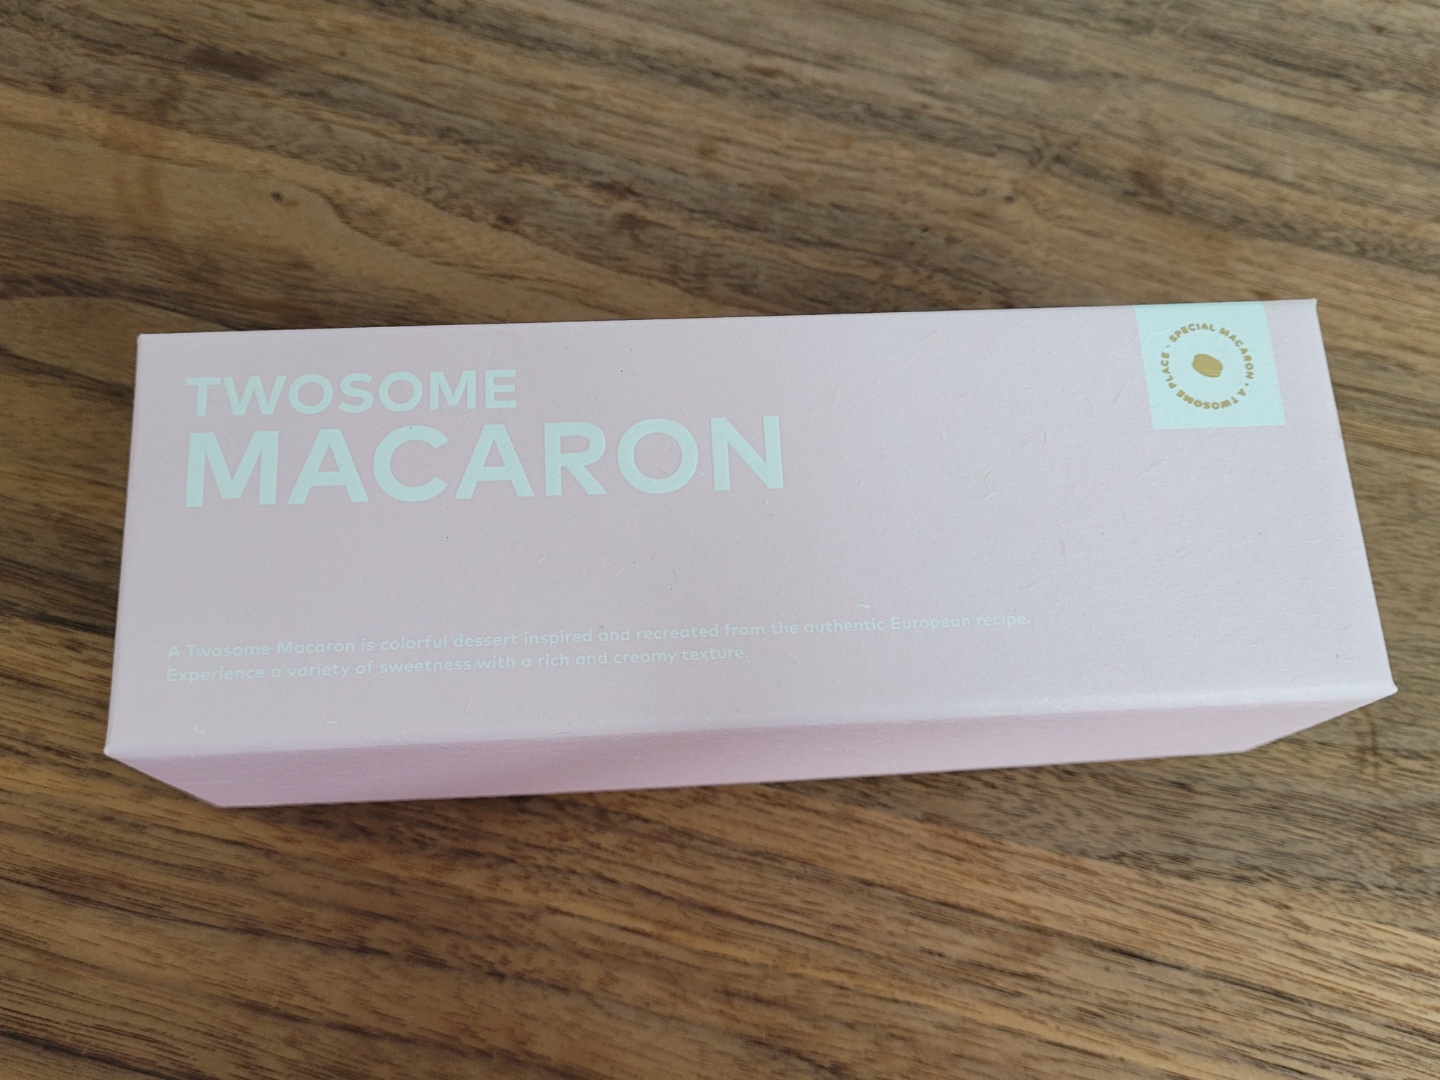 TWOSOME
MACARON
A Twosome Macaron is colorful dessert inspired and recreated from the authentic European recipe.
Experience a variety of sweetness with a rich and creamy texture.
SPECIAL MACARON · A TWOSOME PLACE ·